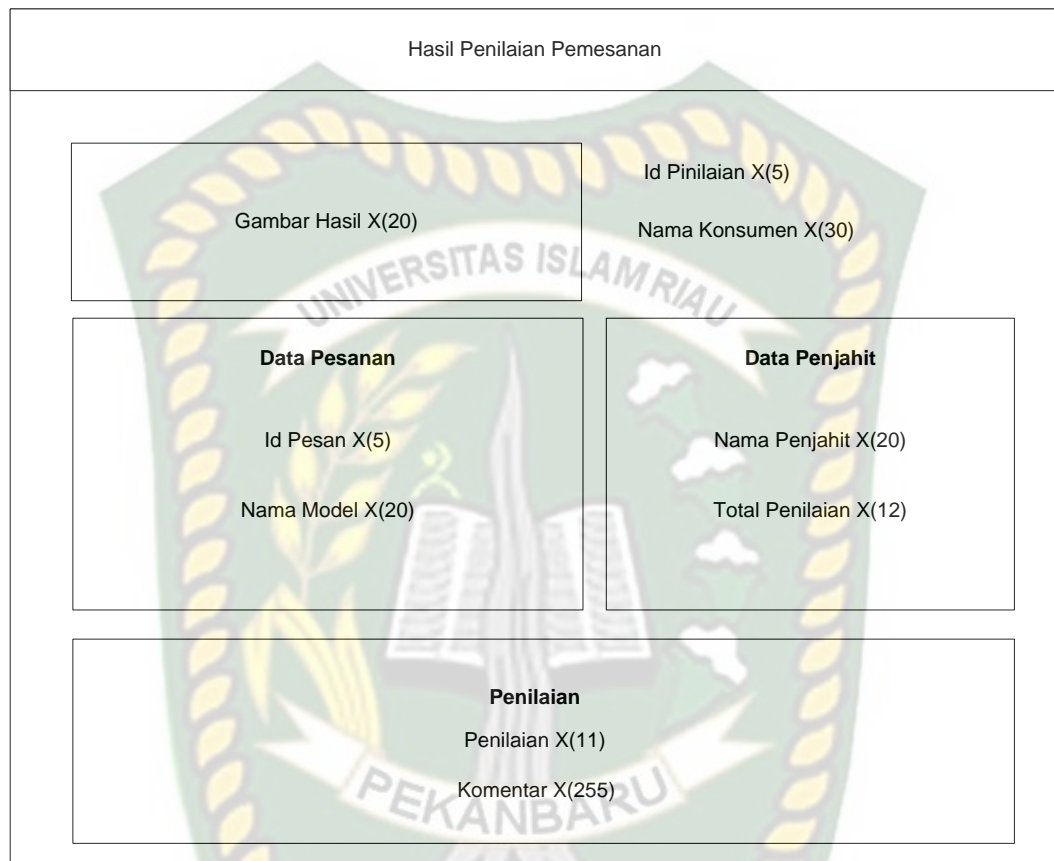 Hasil Penilaian Pemesanan
Gambar Hasil X(20)
Id Pinilaian X(5)
Nama Konsumen X(30)
UNIVERSITAS ISLAM RIAU
Data Pesanan
Id Pesan X(5)
Nama Model X(20)
Data Penjahit
Nama Penjahit X(20)
Total Penilaian X(12)
Penilaian
Penilaian X(11)
Komentar X(255)
PEKANBARU